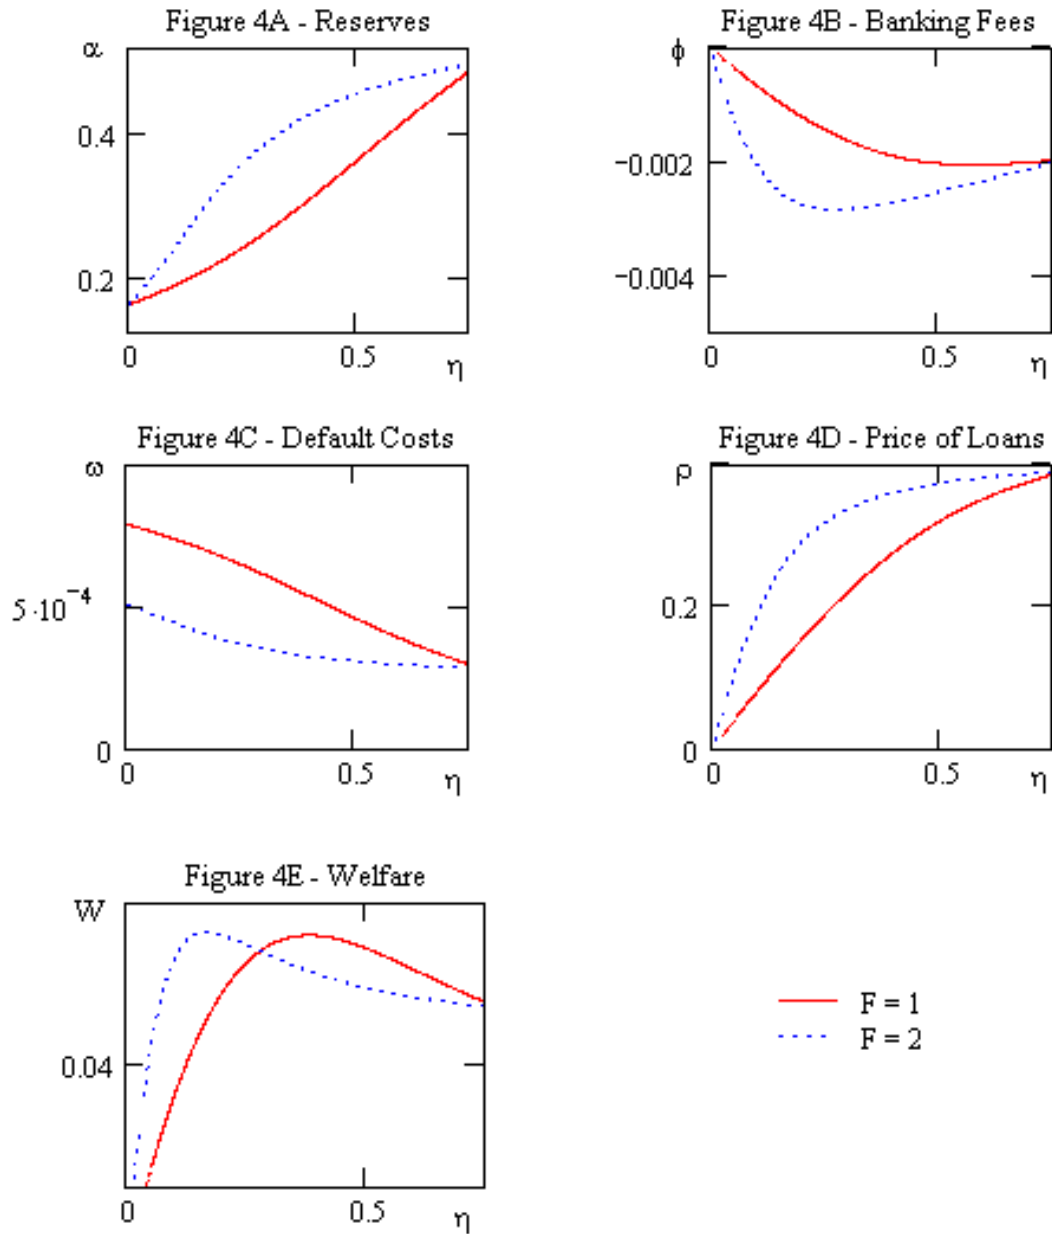 Figure 4A - Reserves
α
0.4
0.2
0
0.5
η
Figure 4B - Banking Fees
ϕ
−0.002
−0.004
0
0.5
η
Figure 4C - Default Costs
ω
5·10⁻⁴
0
0
0.5
η
Figure 4D - Price of Loans
ρ
0.2
0
0
0.5
η
Figure 4E - Welfare
W
0.04
0
0.5
η
F = 1
F = 2